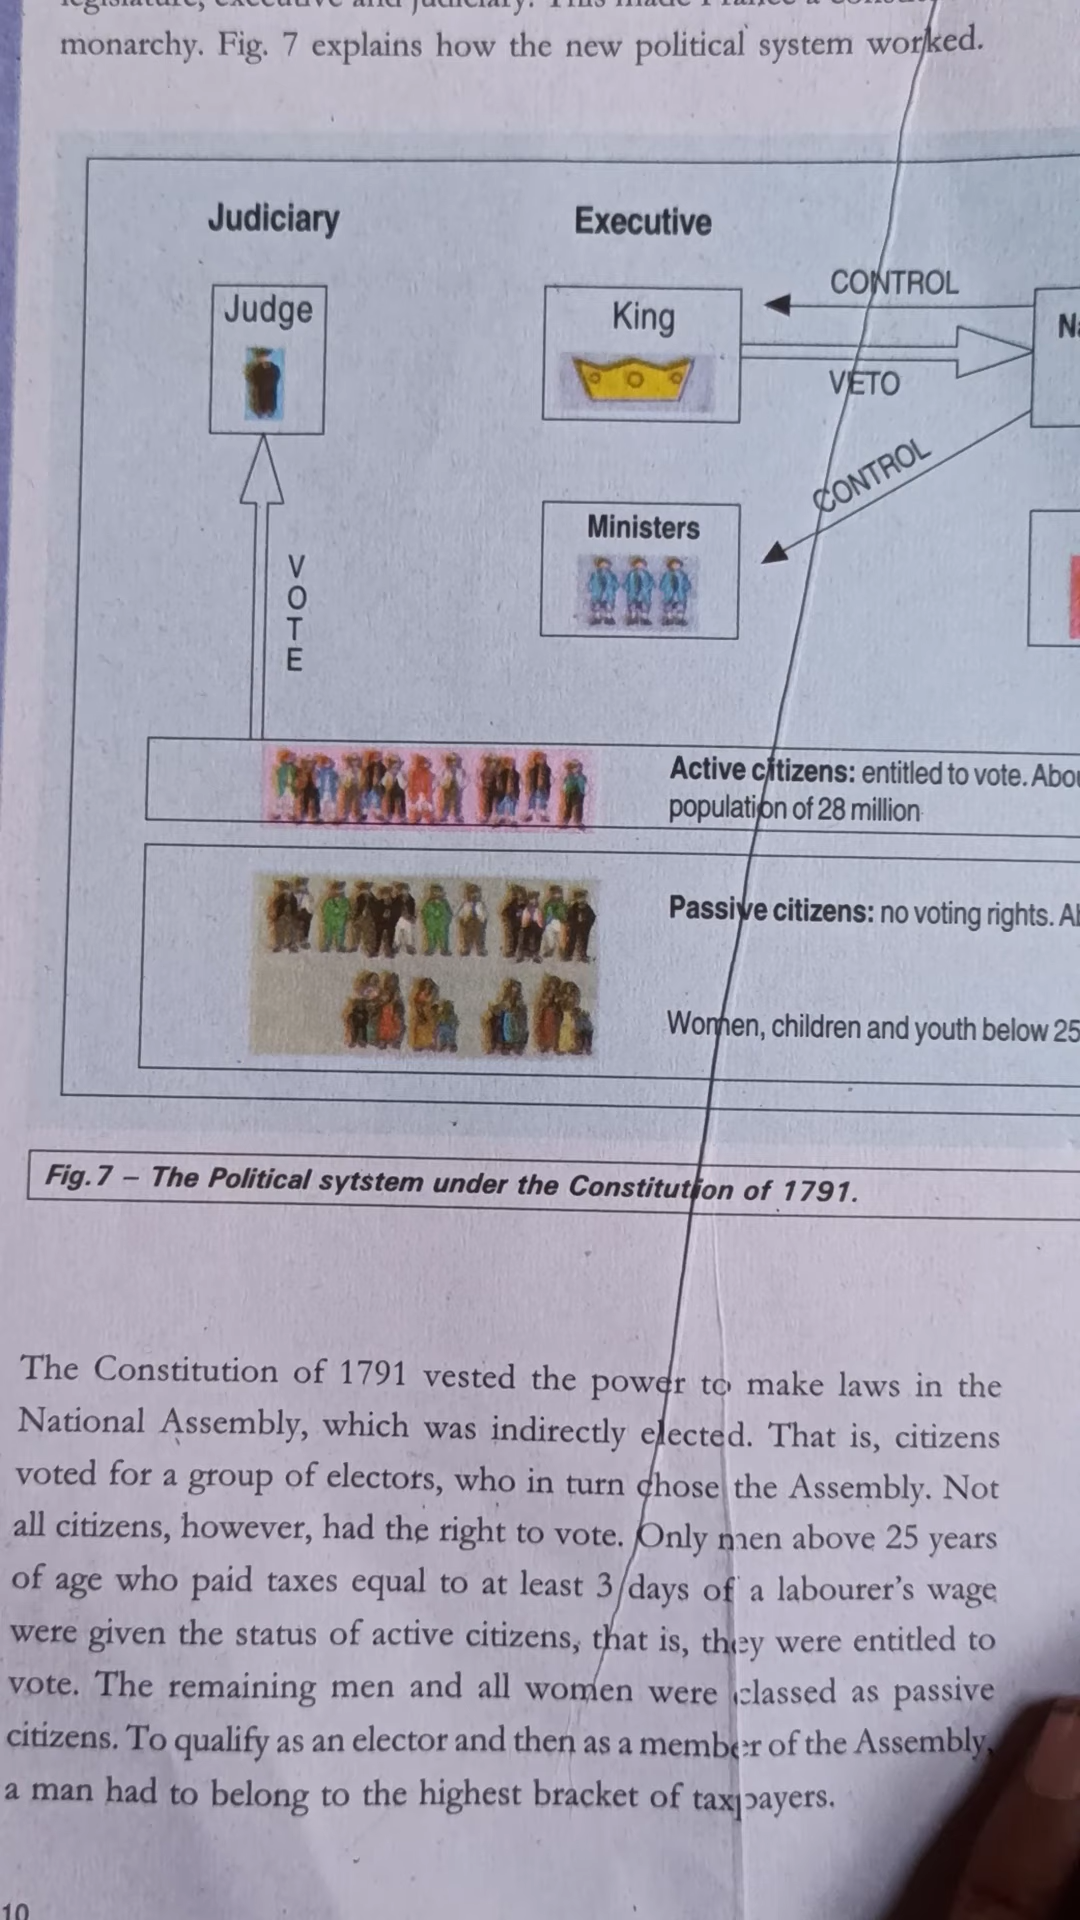 monarchy. Fig. 7 explains how the new political system worked.
Judiciary
Executive
Judge
King
CONTROL
VETO
CONTROL
Ministers
VOTE
Active citizens: entitled to vote.
population of 28 million
Passive citizens: no voting rights.
Women, children and youth below 25
Fig. 7 – The Political sytstem under the Constitution of 1791.
The Constitution of 1791 vested the power to make laws in the
National Assembly, which was indirectly elected. That is, citizens
voted for a group of electors, who in turn chose the Assembly. Not
all citizens, however, had the right to vote. Only men above 25 years
of age who paid taxes equal to at least 3 days of a labourer's wage
were given the status of active citizens, that is, they were entitled to
vote. The remaining men and all women were classed as passive
citizens. To qualify as an elector and then as a member of the Assembly,
a man had to belong to the highest bracket of taxpayers.
10